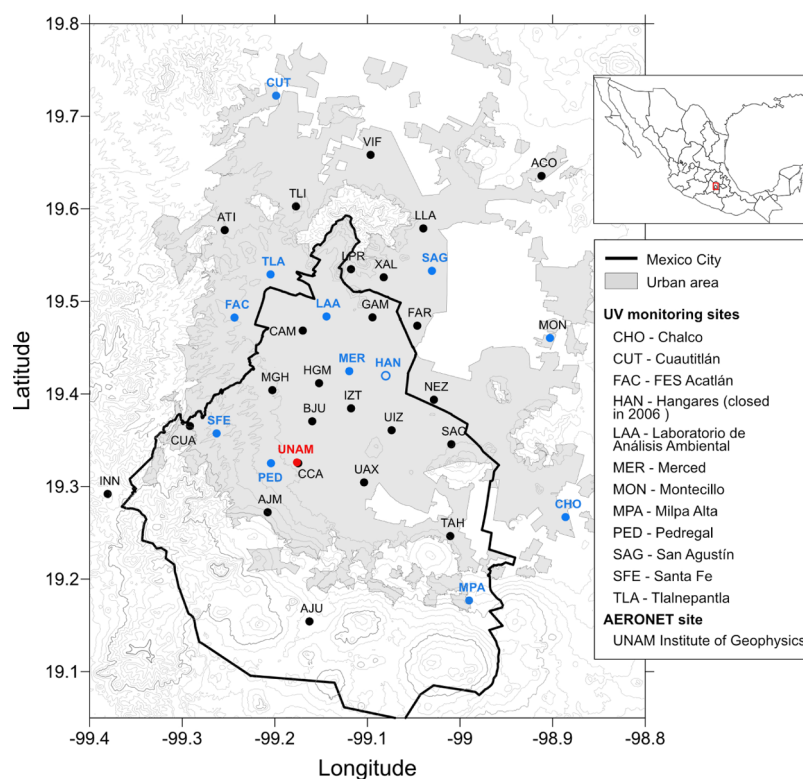 19.8
19.7
19.6
19.5
19.4
19.3
19.2
19.1
Latitude
-99.4
-99.3
-99.2
-99.1
-99
-98.9
-98.8
Longitude
CUT
VIF
ACO
TLI
ATI
LLA
TLA
LPR
XAL
SAG
FAC
LAA
GAM
FAR
CAM
MON
MER
HAN
MGH
HGM
NEZ
IZT
BJU
SFE
UIZ
CUA
SAC
UNAM
CCA
PED
UAX
INN
AJM
CHO
TAH
MPA
AJU
Mexico City
Urban area
UV monitoring sites
CHO - Chalco
CUT - Cuautitlán
FAC - FES Acatlán
HAN - Hangares (closed
in 2006 )
LAA - Laboratorio de
Análisis Ambiental
MER - Merced
MON - Montecillo
MPA - Milpa Alta
PED - Pedregal
SAG - San Agustín
SFE - Santa Fe
TLA - Tlalnepantla
AERONET site
UNAM Institute of Geophysics